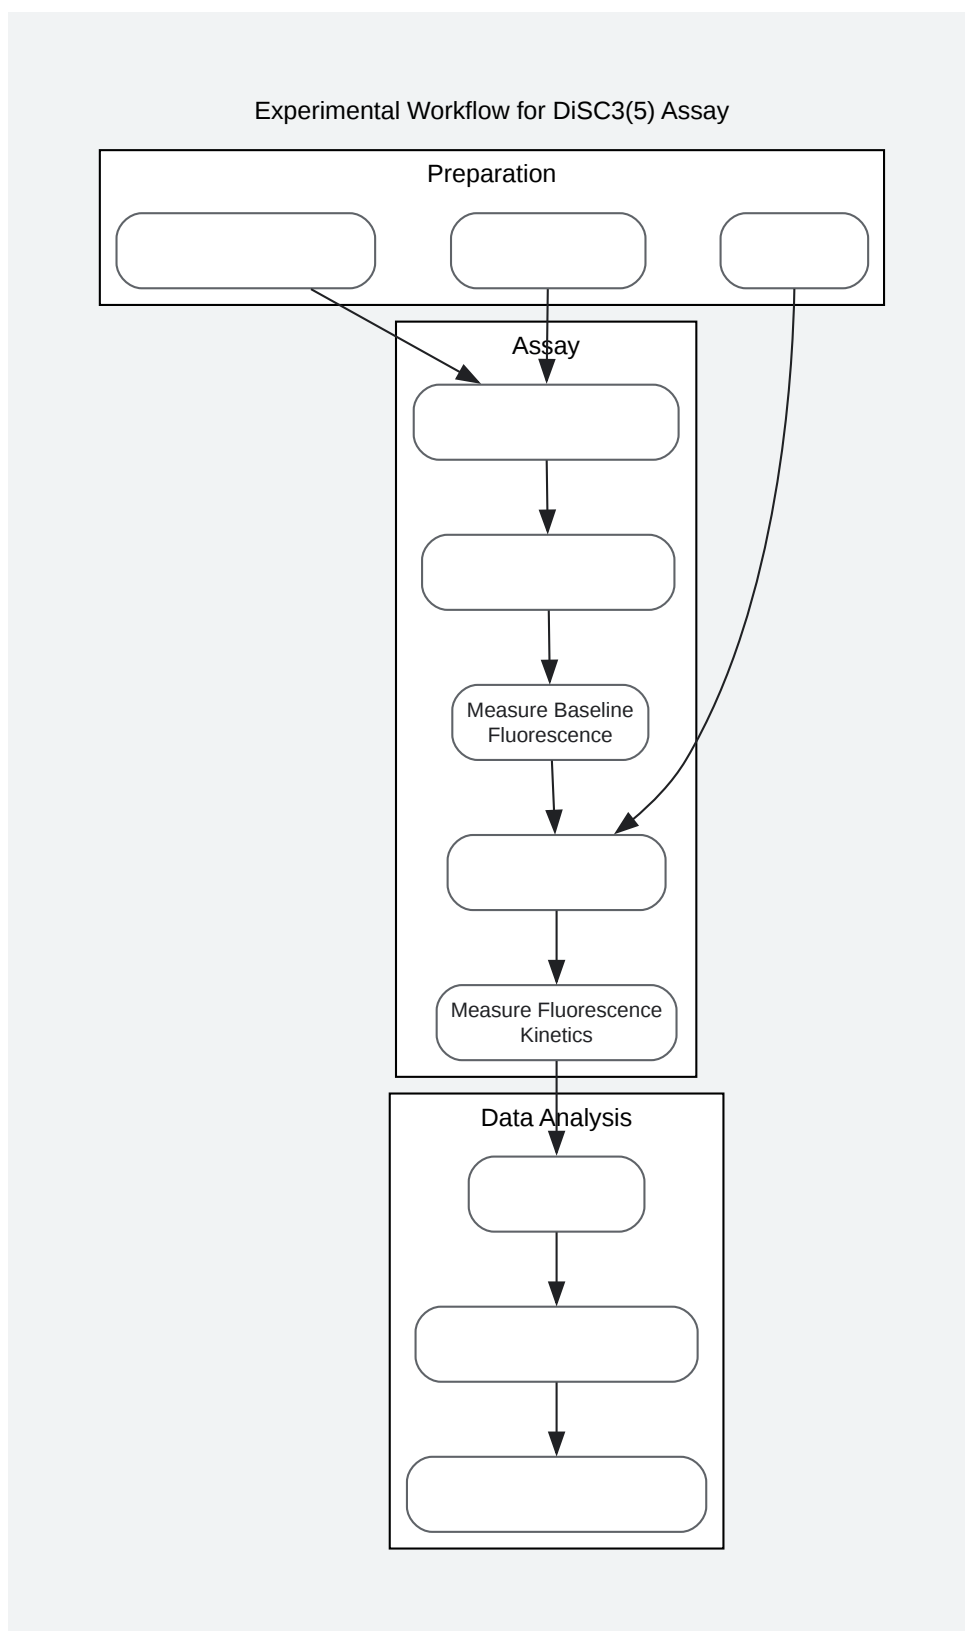 Experimental Workflow for DiSC3(5) Assay
Preparation
Assay
Measure Baseline
Fluorescence
Measure Fluorescence
Kinetics
Data Analysis